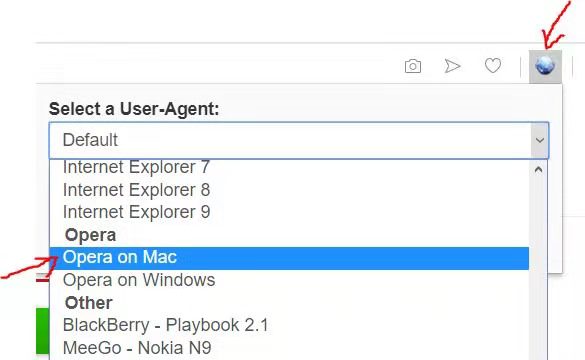 Select a User-Agent:
Default
Internet Explorer 7
Internet Explorer 8
Internet Explorer 9
Opera
Opera on Mac
Opera on Windows
Other
BlackBerry - Playbook 2.1
MeeGo - Nokia N9